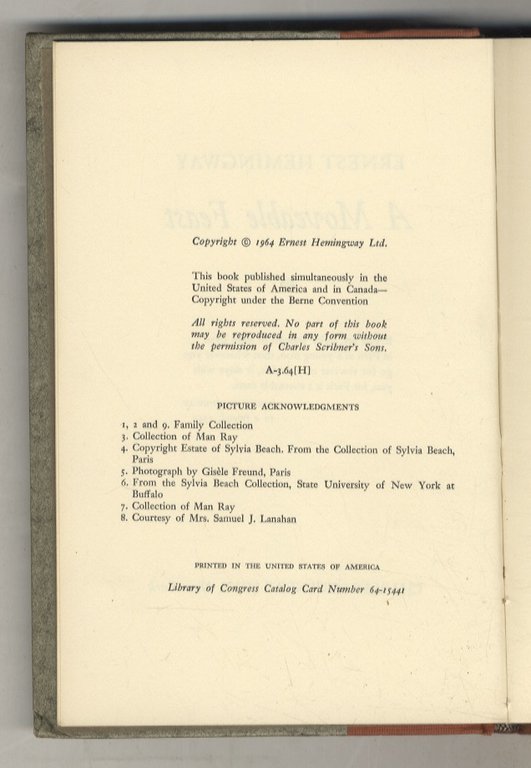 Copyright © 1964 Ernest Hemingway Ltd.
This book published simultaneously in the
United States of America and in Canada—
Copyright under the Berne Convention
All rights reserved. No part of this book
may be reproduced in any form without
the permission of Charles Scribner's Sons.
A-3.64[H]
PICTURE ACKNOWLEDGMENTS
1, 2 and 9. Family Collection
3. Collection of Man Ray
4. Copyright Estate of Sylvia Beach. From the Collection of Sylvia Beach,
Paris
5. Photograph by Gisèle Freund, Paris
6. From the Sylvia Beach Collection, State University of New York at
Buffalo
7. Collection of Man Ray
8. Courtesy of Mrs. Samuel J. Lanahan
PRINTED IN THE UNITED STATES OF AMERICA
Library of Congress Catalog Card Number 64-15441